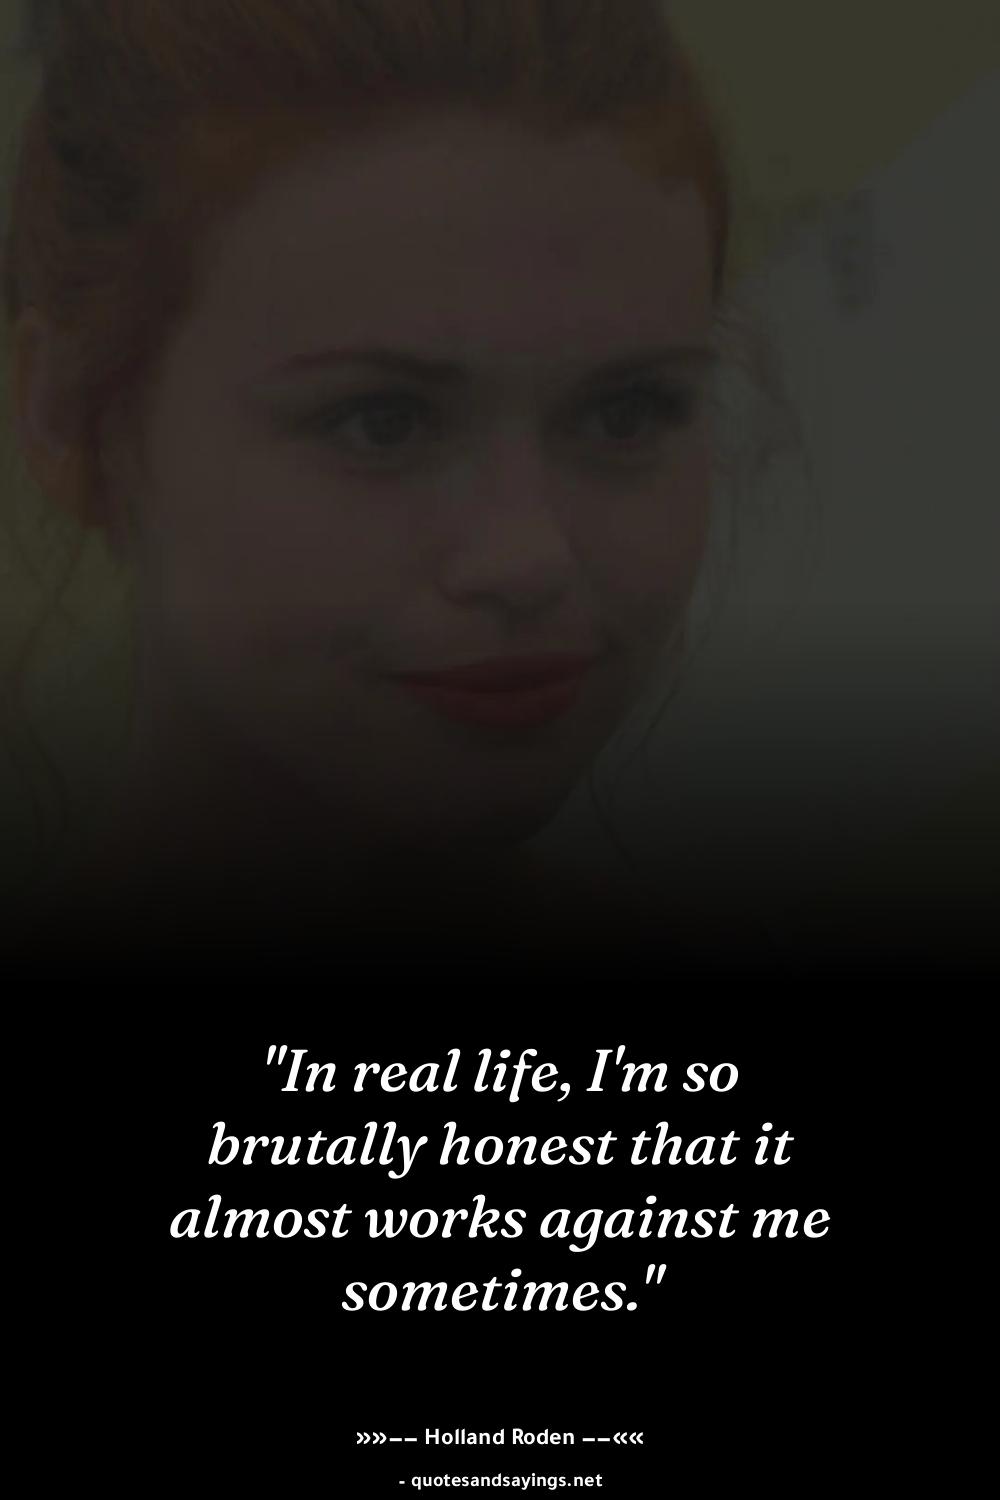 "In real life, I'm so
brutally honest that it
almost works against me
sometimes."
»»–– Holland Roden ––««
- quotesandsayings.net